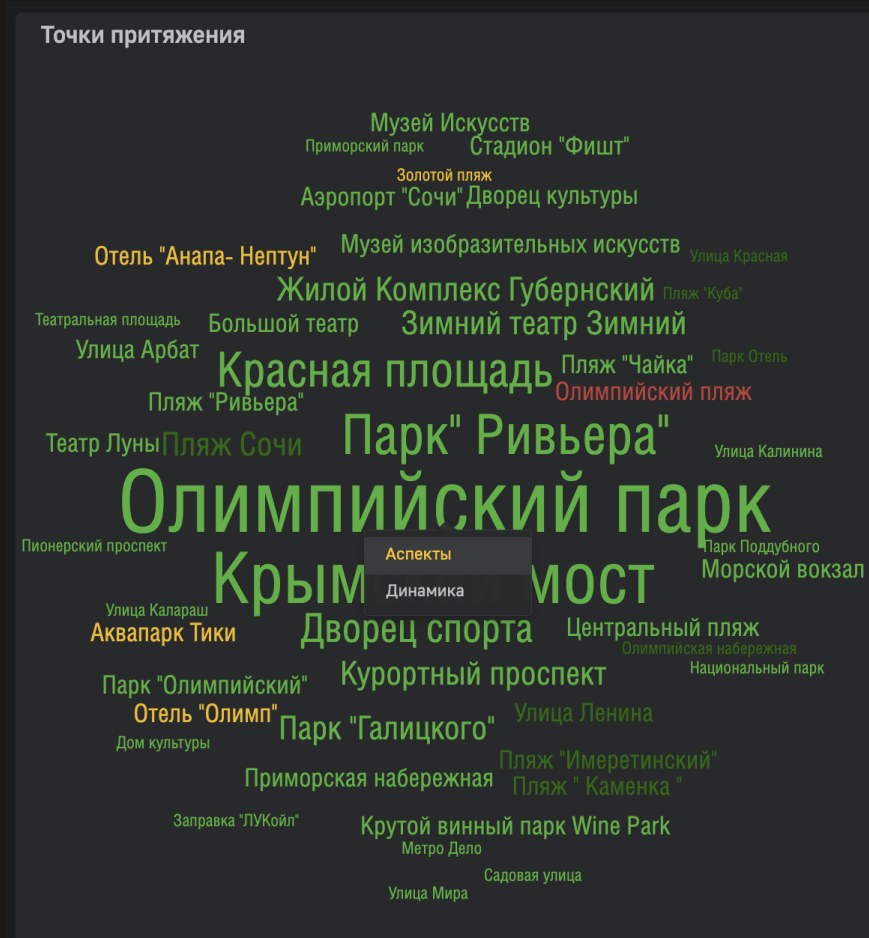 Точки притяжения
Музей Искусств
Приморский парк
Стадион "Фишт"
Золотой пляж
Аэропорт "Сочи"
Дворец культуры
Отель "Анапа- Нептун"
Музей изобразительных искусств
Улица Красная
Жилой Комплекс Губернский
Пляж "Куба"
Театральная площадь
Большой театр
Зимний театр Зимний
Улица Арбат
Красная площадь
Пляж "Чайка"
Парк Отель
Олимпийский пляж
Пляж "Ривьера"
Парк" Ривьера"
Театр Луны
Пляж Сочи
Улица Калинина
Олимпийский парк
Пионерский проспект
Аспекты
Парк Поддубного
Крым
мост
Морской вокзал
Динамика
Улица Калараш
Аквапарк Тики
Дворец спорта
Центральный пляж
Олимпийская набережная
Национальный парк
Курортный проспект
Парк "Олимпийский"
Отель "Олимп"
Парк "Галицкого"
Улица Ленина
Дом культуры
Пляж "Имеретинский"
Приморская набережная
Пляж " Каменка "
Заправка "ЛУКойл"
Крутой винный парк Wine Park
Метро Дело
Садовая улица
Улица Мира